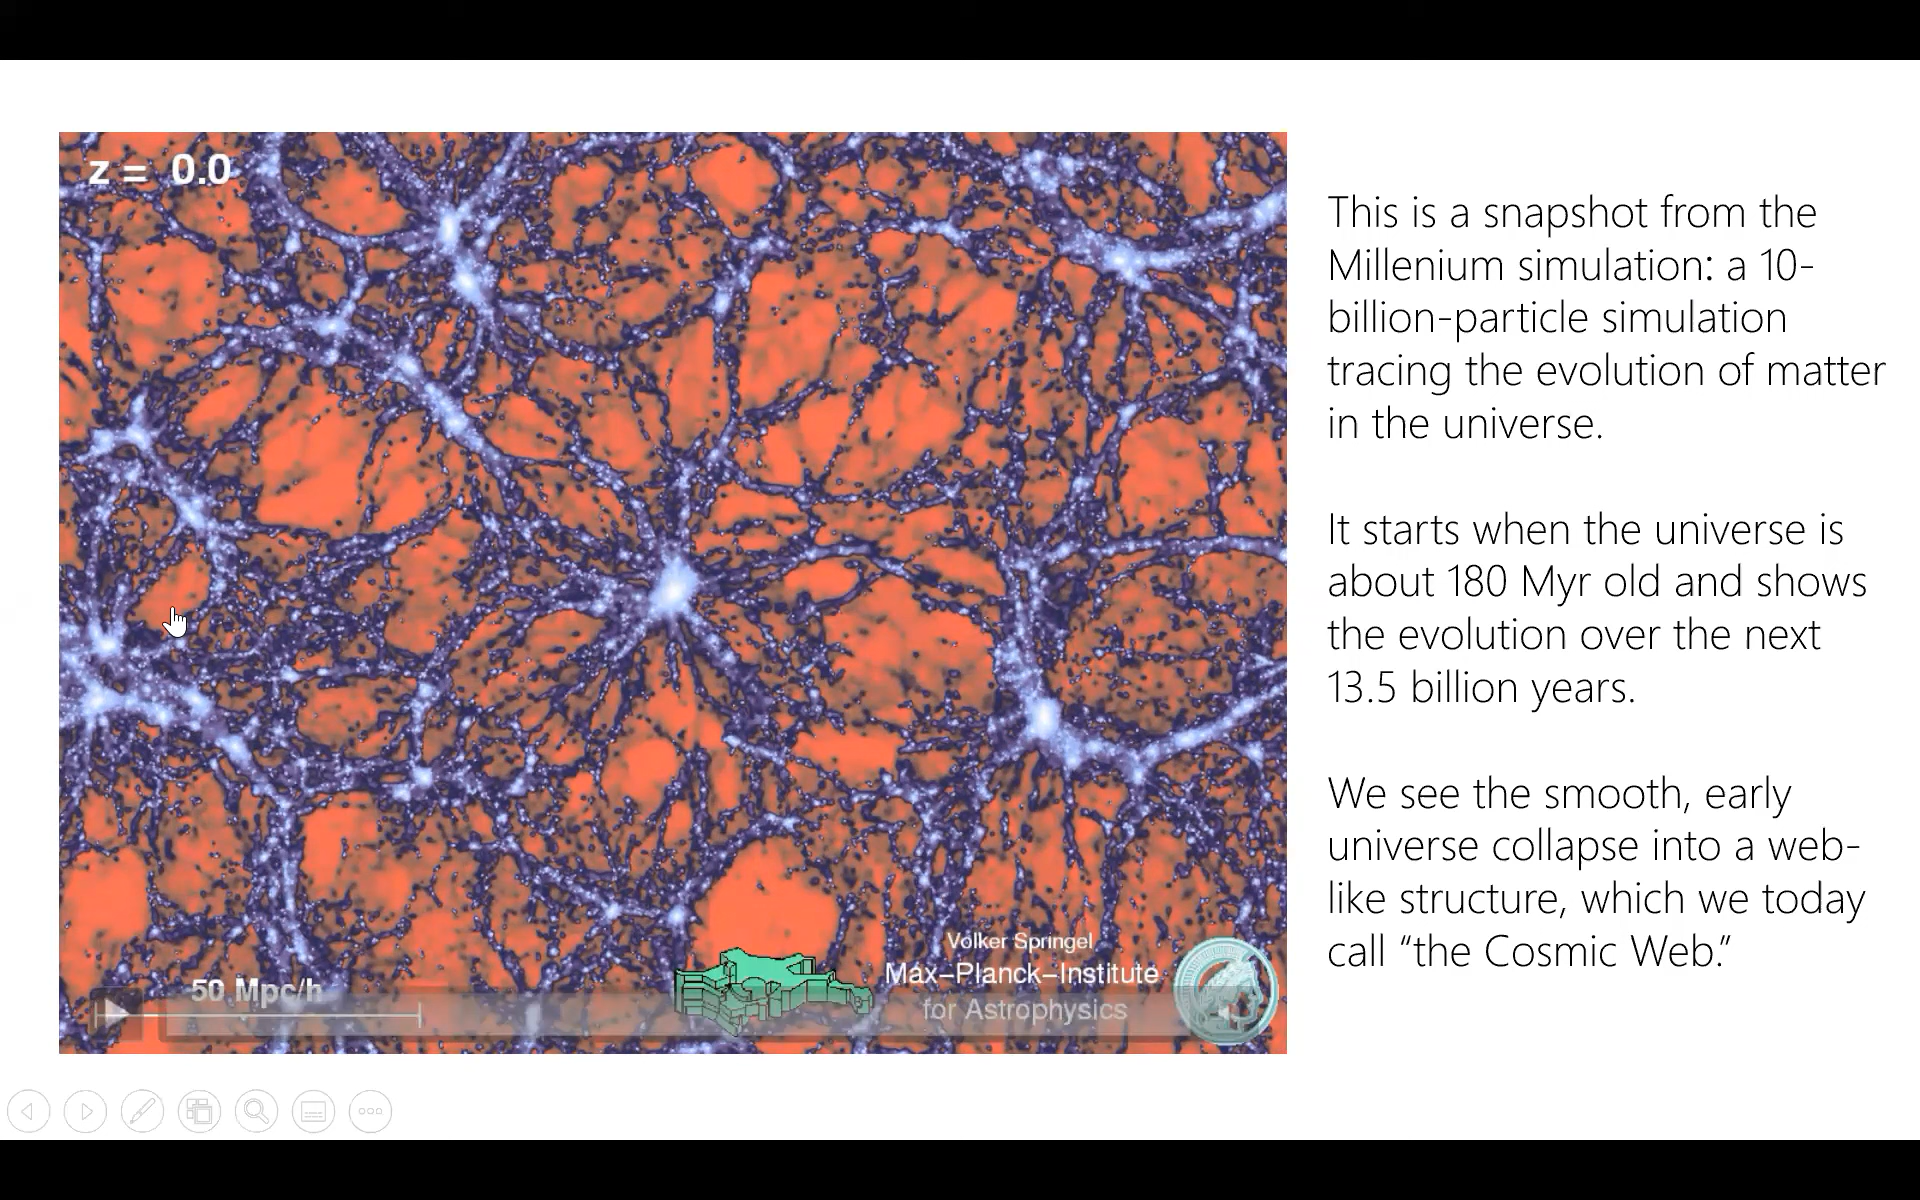 z = 0.0
This is a snapshot from the
Millenium simulation: a 10-
billion-particle simulation
tracing the evolution of matter
in the universe.
It starts when the universe is
about 180 Myr old and shows
the evolution over the next
13.5 billion years.
We see the smooth, early
universe collapse into a web-
like structure, which we today
call “the Cosmic Web.”
50 Mpc/h
Volker Springel
Max–Planck–Institute
for Astrophysics